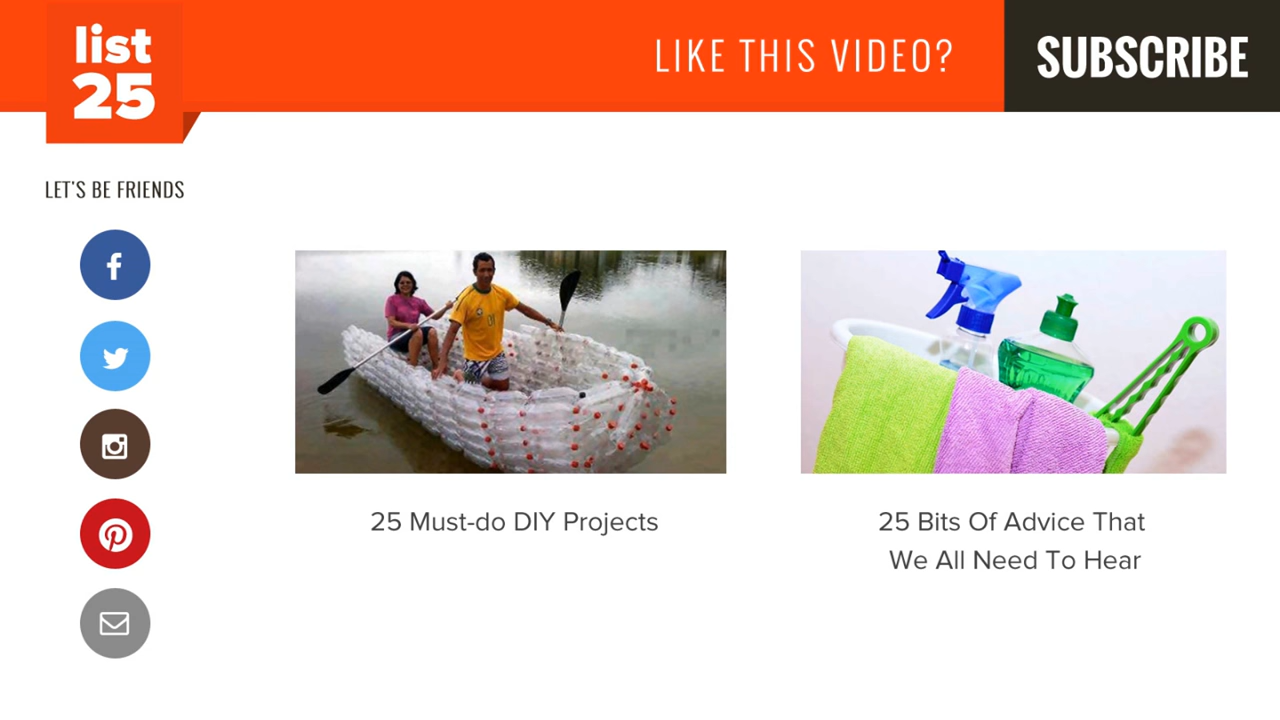 list
25
LIKE THIS VIDEO?
SUBSCRIBE
LET'S BE FRIENDS
25 Must-do DIY Projects
25 Bits Of Advice That
We All Need To Hear